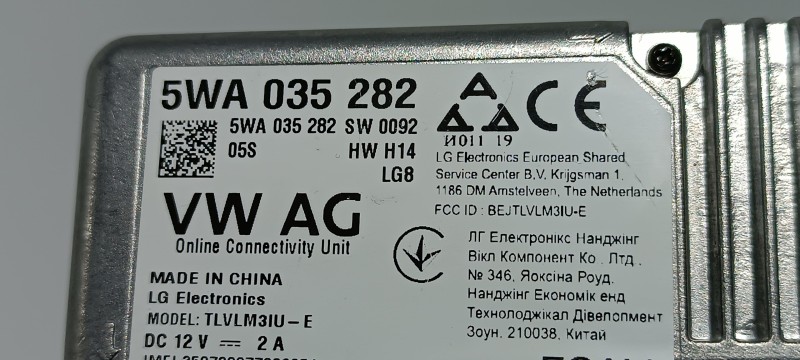 5WA 035 282
5WA 035 282 SW 0092
05S HW H14
LG8
VW AG
Online Connectivity Unit
MADE IN CHINA
LG Electronics
MODEL: TLVLM3IU-E
DC 12V ⎓ 2A
CE
И011 19
LG Electronics European Shared
Service Center B.V. Krijgsman 1,
1186 DM Amstelveen, The Netherlands
FCC ID : BEJTLVLM3IU-E
ЛГ Електронікс Нанджінг
Вікл Компонент Ко . Лтд .
№ 346, Яоксіна Роуд.
Нанджінг Економік енд
Технолоджікал Дівелопмент
Зоун. 210038, Китай